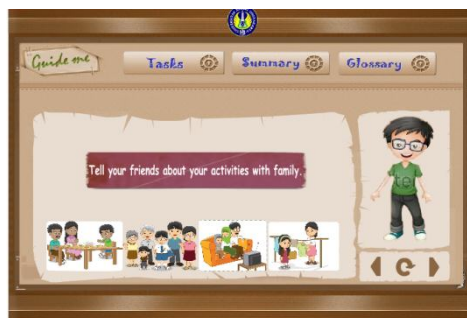 Guide me
Tasks
Summary
Glossary
Tell your friends about your activities with family.